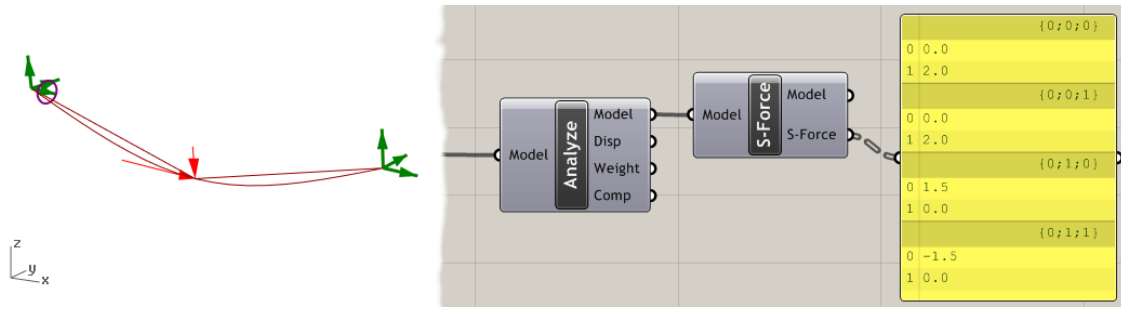 z
y
x
Model
Analyze
Model
Disp
Weight
Comp
Model
S-Force
Model
S-Force
{0;0;0}
0 0.0
1 2.0
{0;0;1}
0 0.0
1 2.0
{0;1;0}
0 1.5
1 0.0
{0;1;1}
0 -1.5
1 0.0